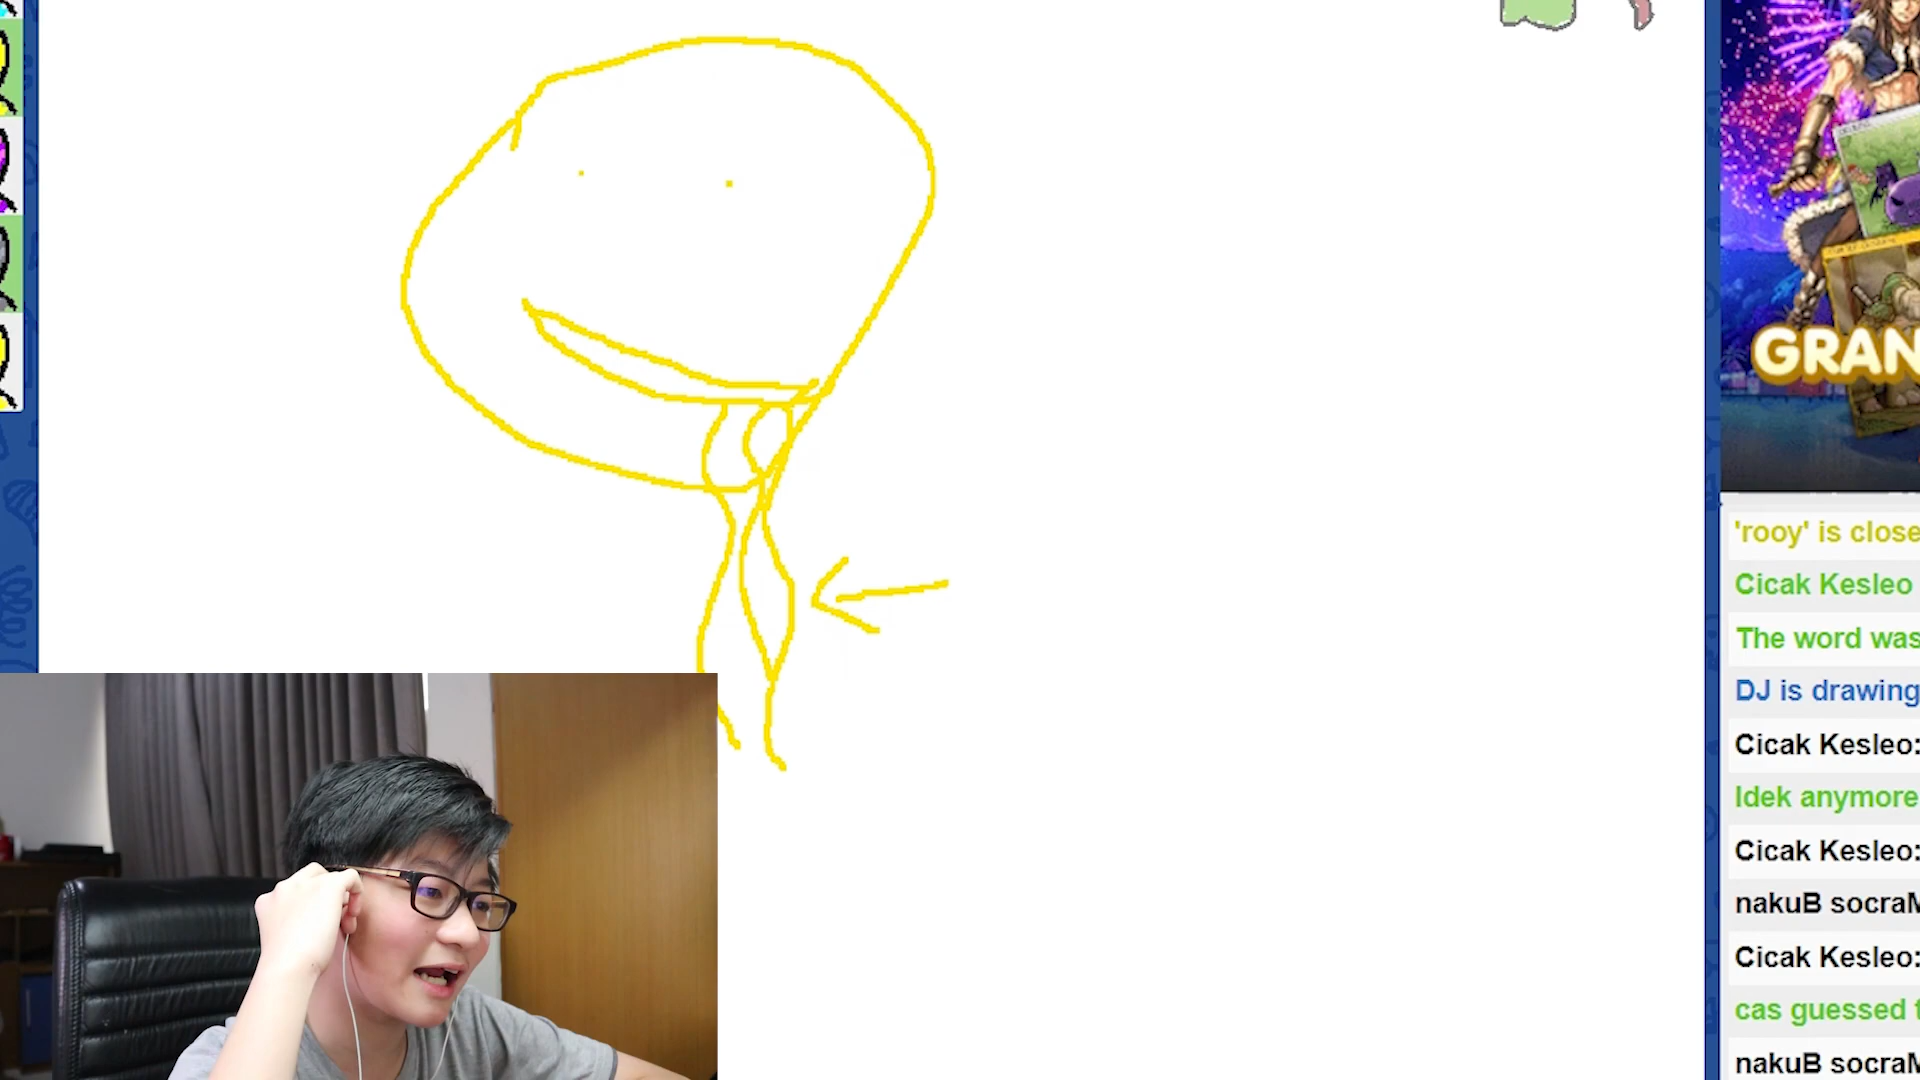 GRAN
'rooy' is close
Cicak Kesleo
The word was
DJ is drawing
Cicak Kesleo:
Idek anymore
Cicak Kesleo:
nakuB socraM
Cicak Kesleo:
cas guessed t
nakuB socraM